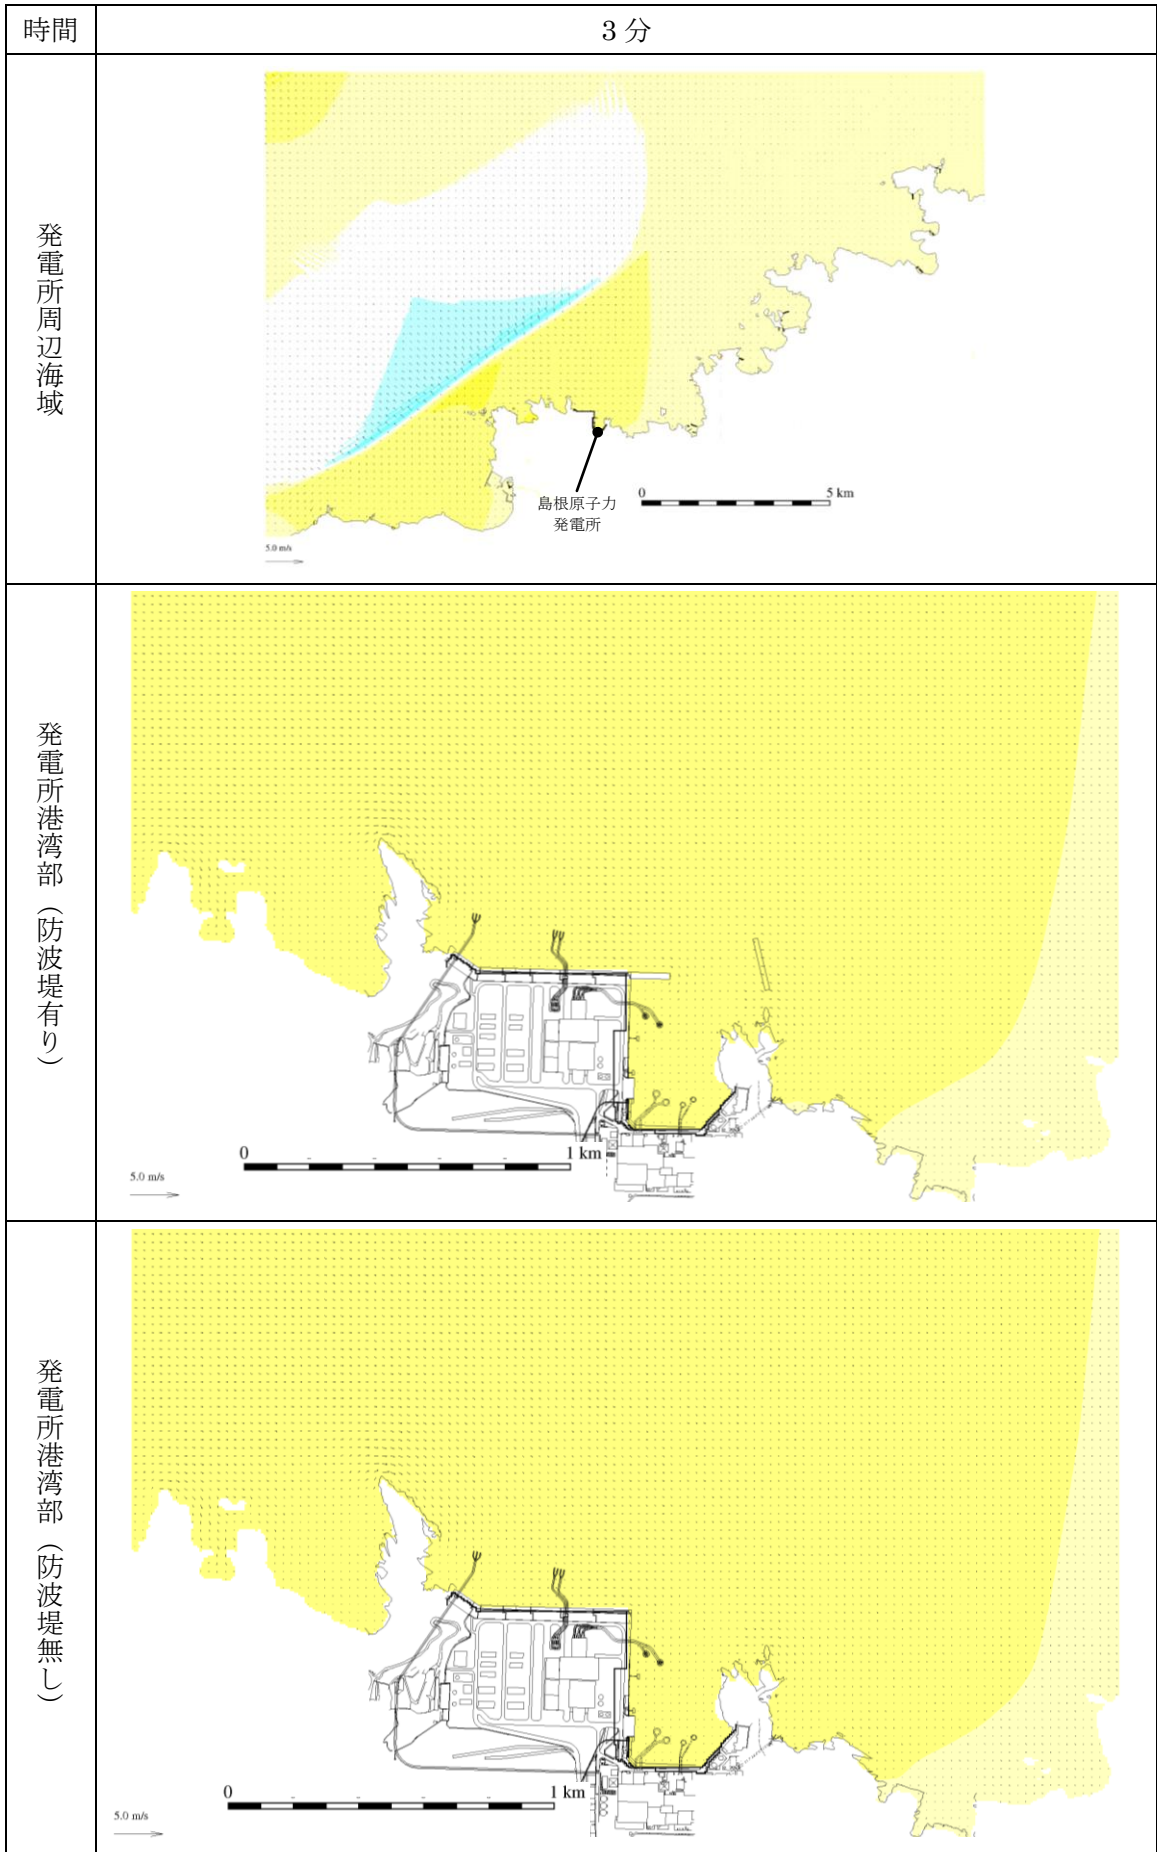 時間
3 分
発電所周辺海域
島根原子力
発電所
0
5 km
5.0 m/s
発電所港湾部（防波堤有り）
0
1 km
5.0 m/s
発電所港湾部（防波堤無し）
0
1 km
5.0 m/s